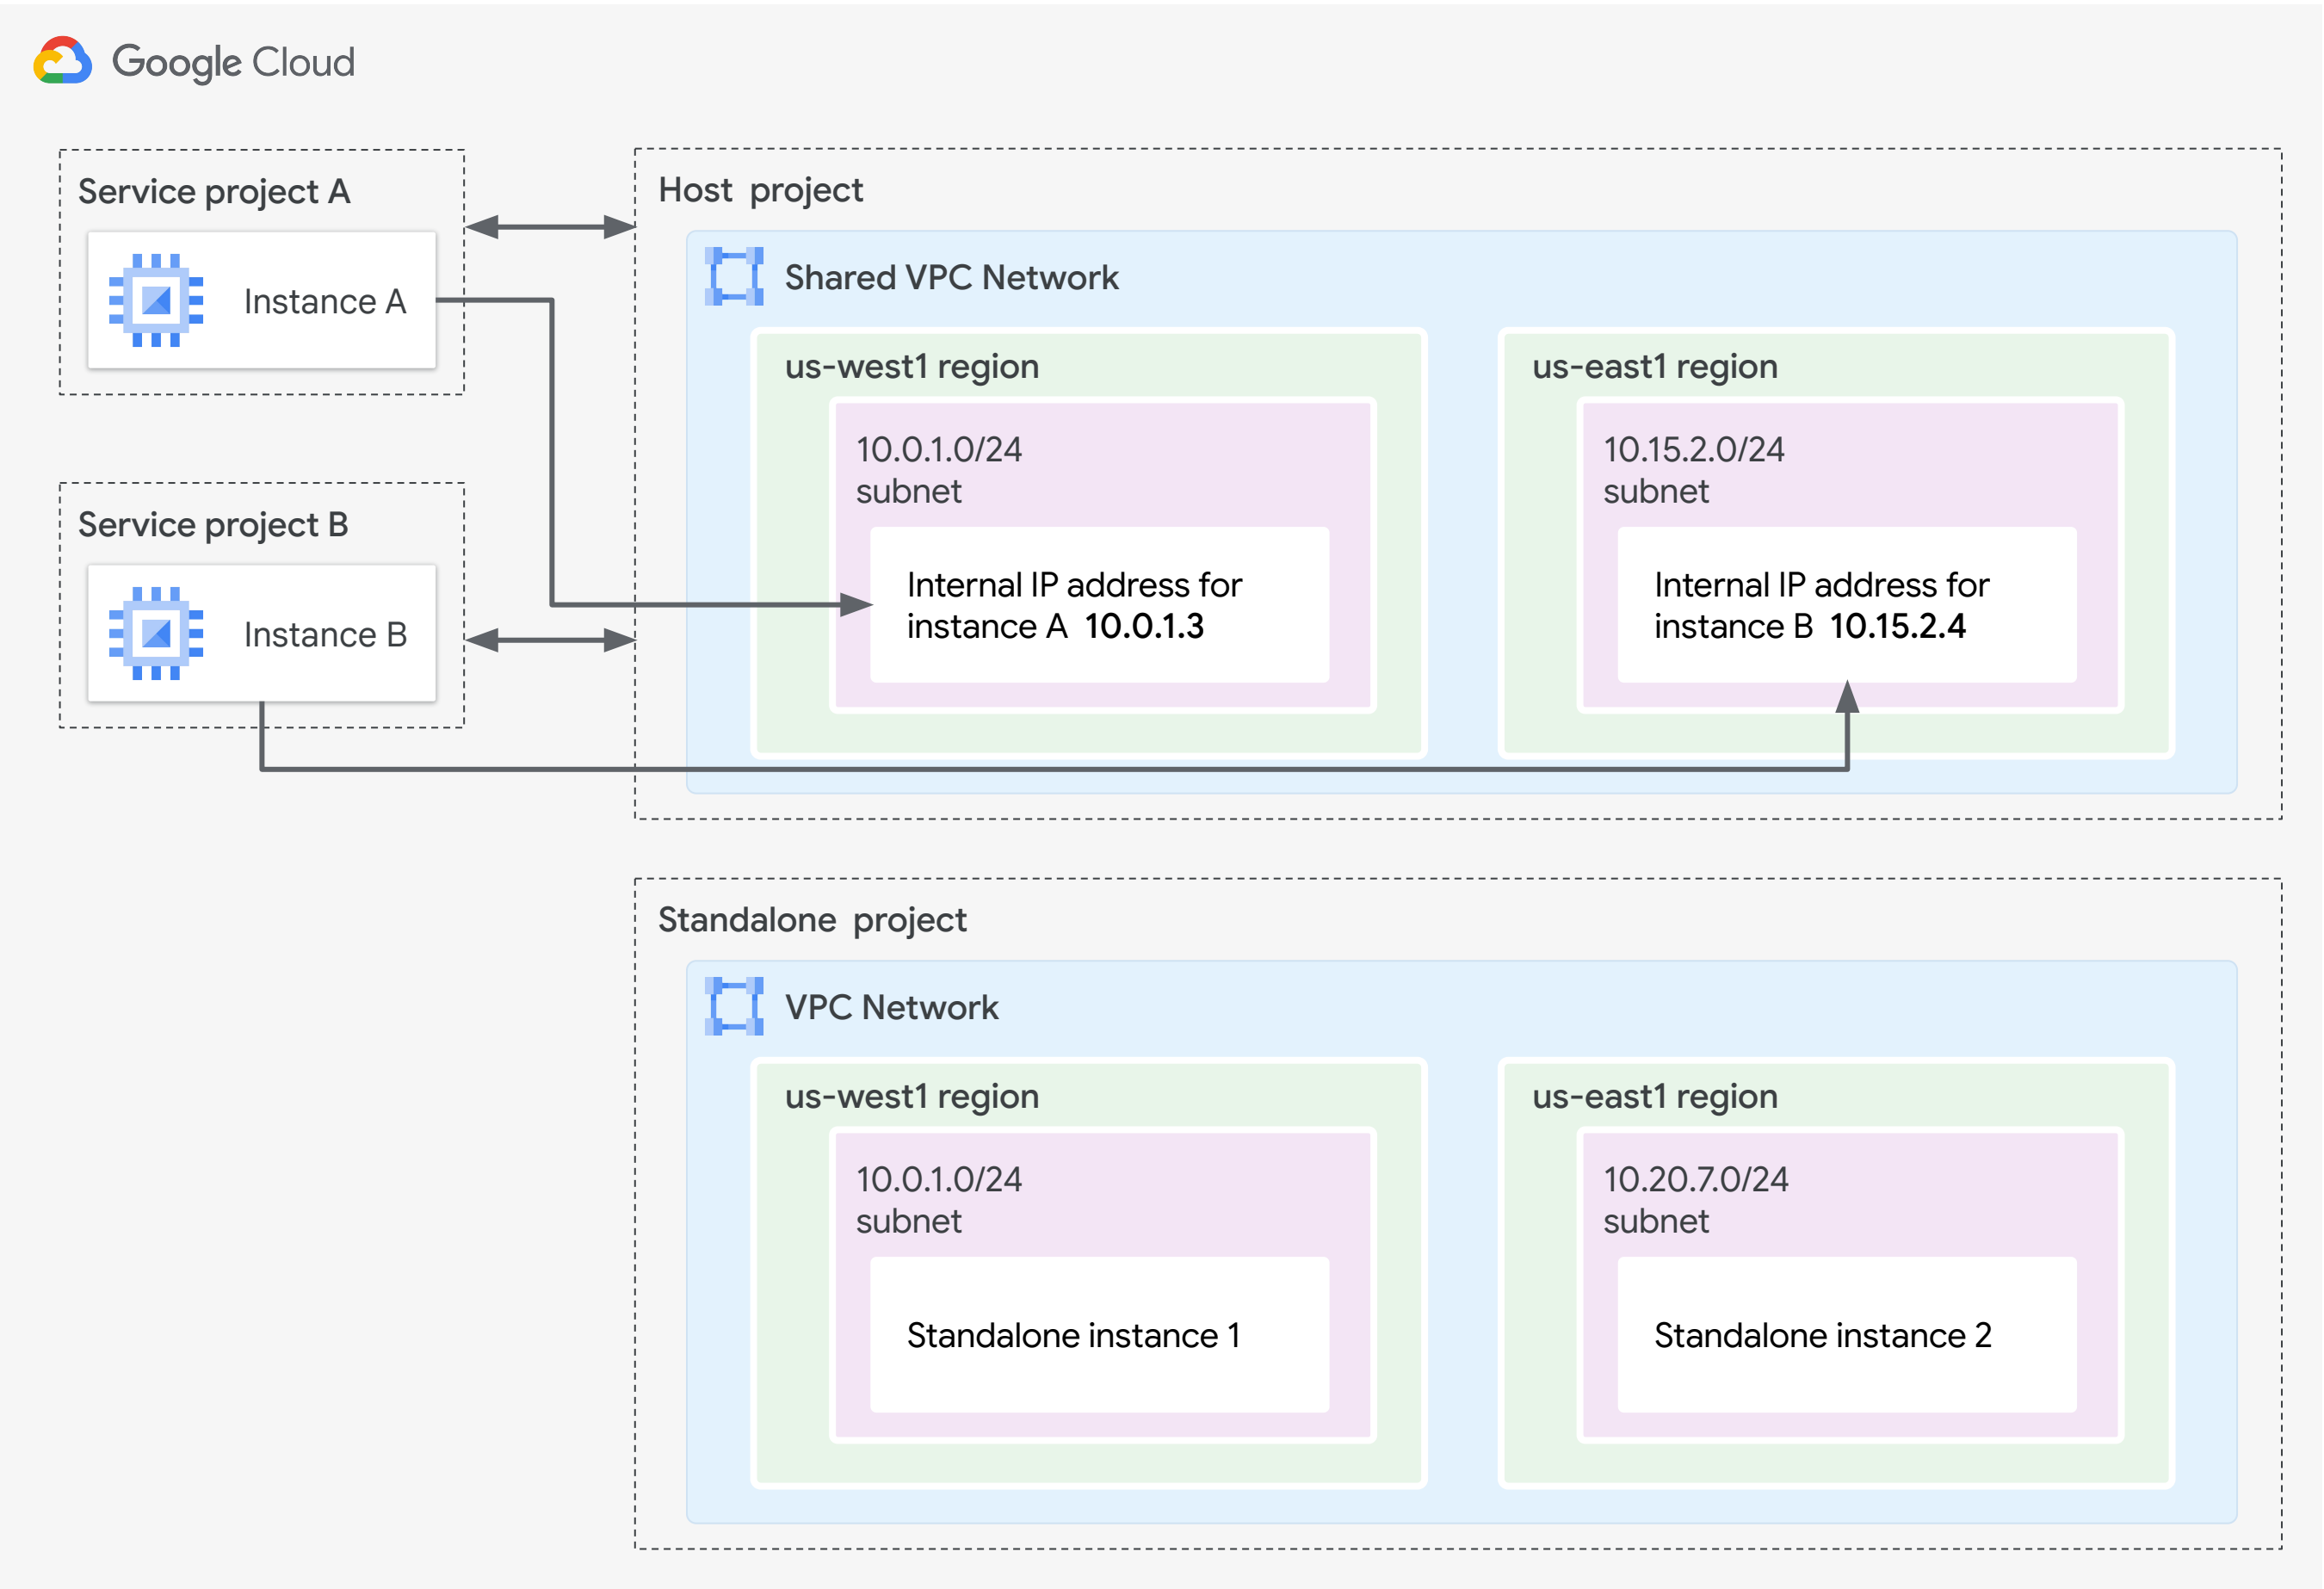 Google Cloud
Service project A
Instance A
Service project B
Instance B
Host project
Shared VPC Network
us-west1 region
10.0.1.0/24
subnet
Internal IP address for
instance A 10.0.1.3
us-east1 region
10.15.2.0/24
subnet
Internal IP address for
instance B 10.15.2.4
Standalone project
VPC Network
us-west1 region
10.0.1.0/24
subnet
Standalone instance 1
us-east1 region
10.20.7.0/24
subnet
Standalone instance 2